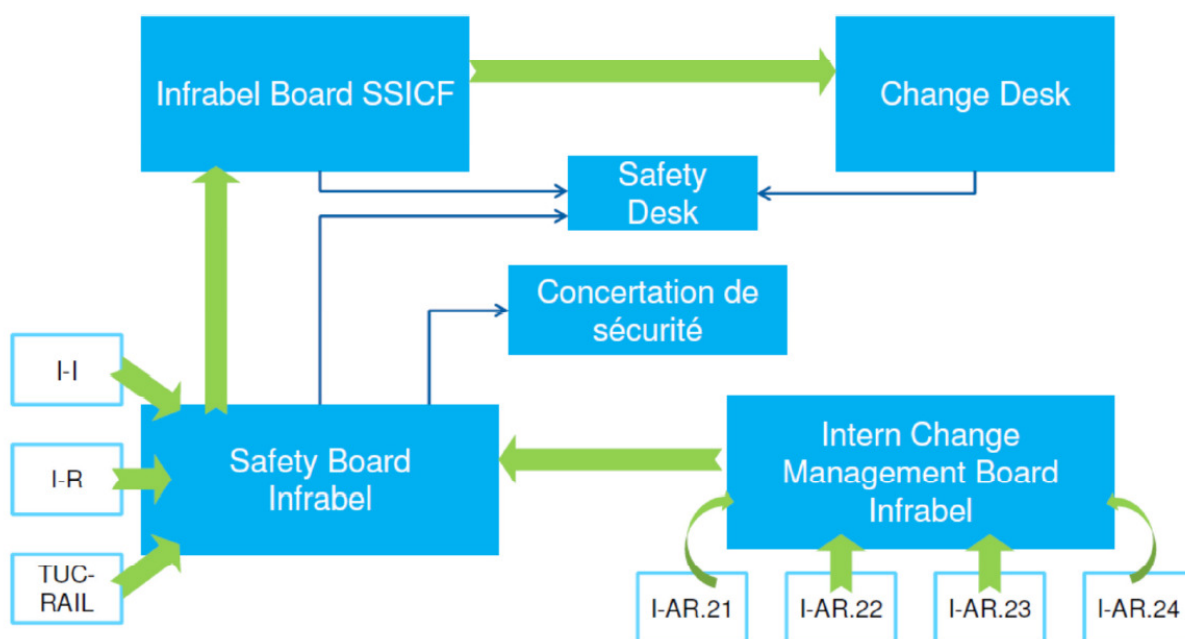 Infrabel Board SSICF
Change Desk
Safety
Desk
Concertation de
sécurité
I-I
I-R
TUC-
RAIL
Safety Board
Infrabel
Intern Change
Management Board
Infrabel
I-AR.21
I-AR.22
I-AR.23
I-AR.24